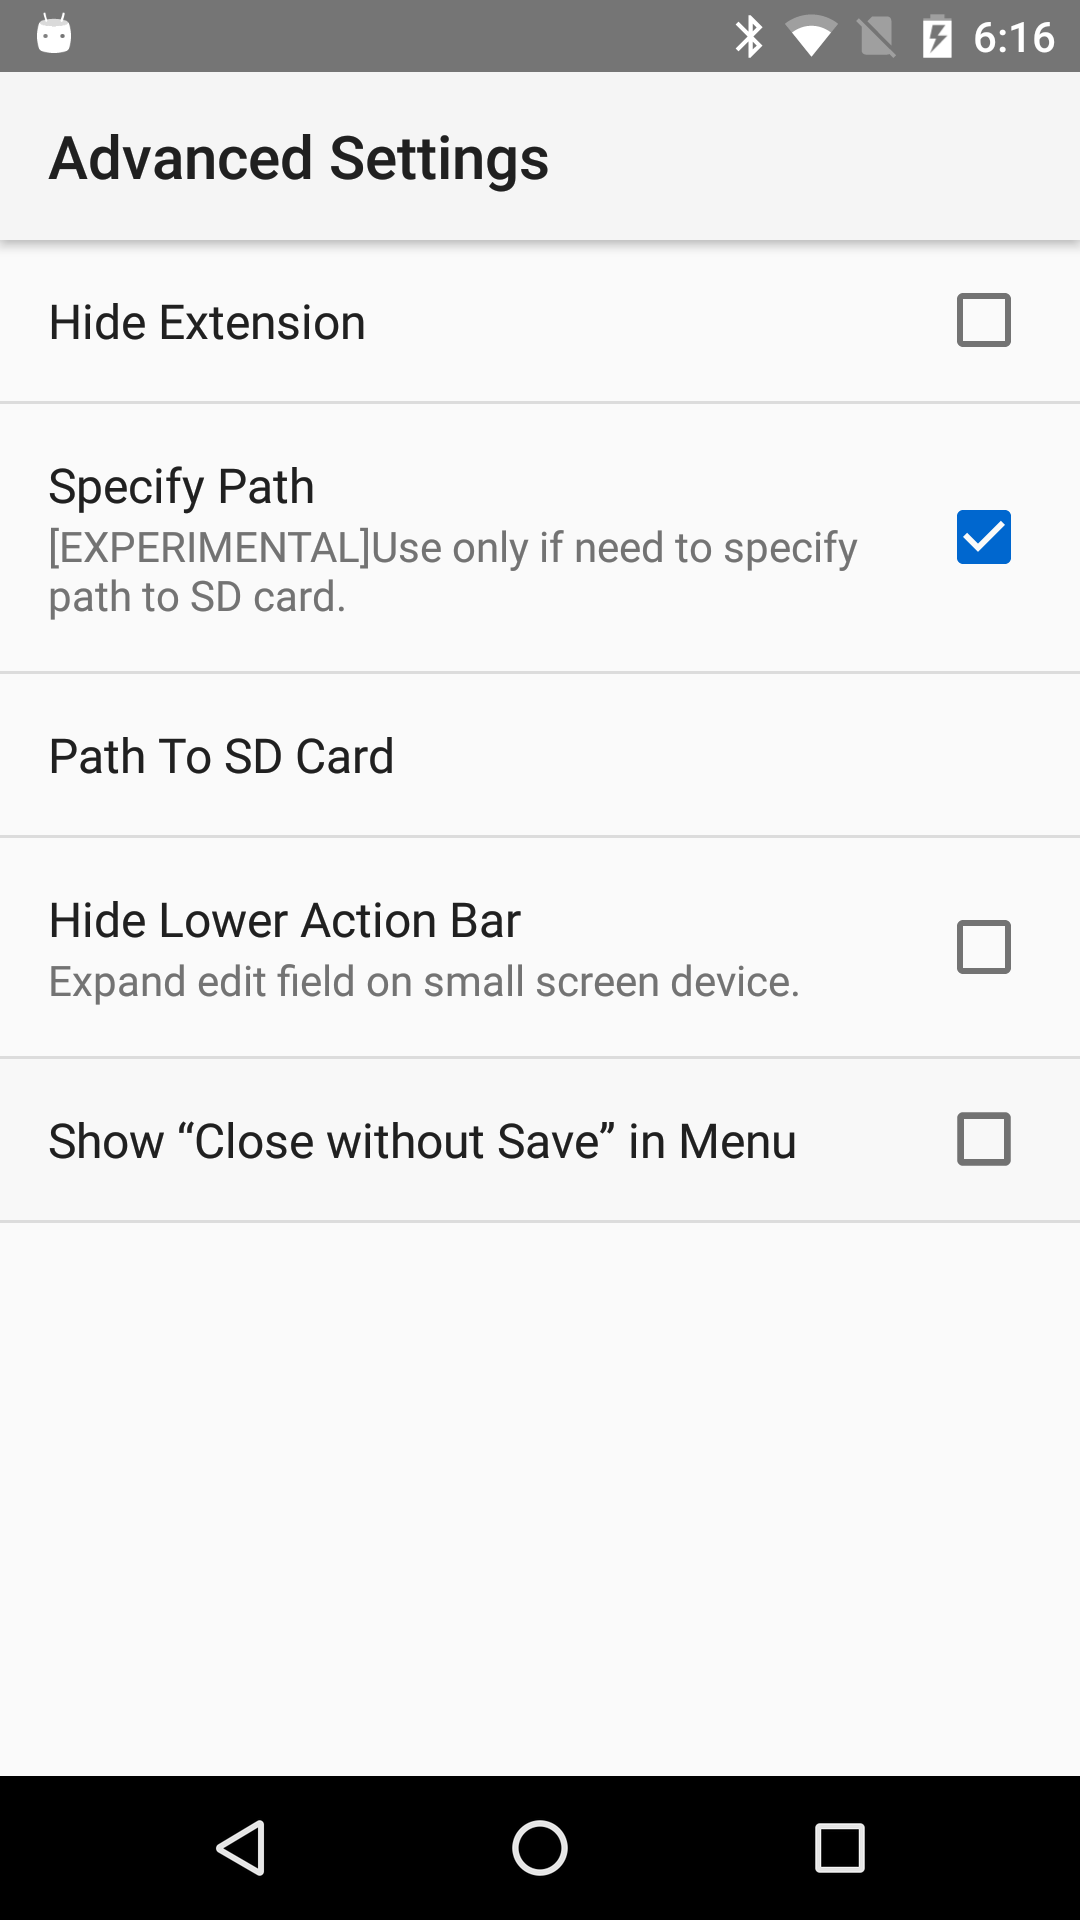 6:16
Advanced Settings
Hide Extension
Specify Path
[EXPERIMENTAL]Use only if need to specify
path to SD card.
Path To SD Card
Hide Lower Action Bar
Expand edit field on small screen device.
Show “Close without Save” in Menu